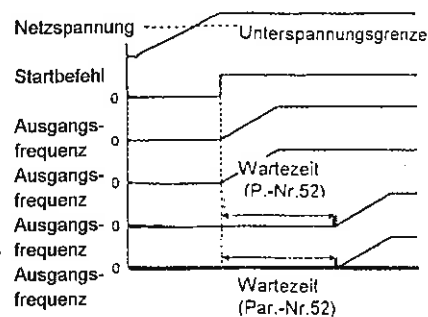 Netzspannung
Unterspannungsgrenze
Startbefehl
0
Ausgangs-
frequenz
0
Ausgangs-
frequenz
0
Wartezeit
(P.-Nr.52)
Ausgangs-
frequenz
0
Ausgangs-
frequenz
0
Wartezeit
(Par.-Nr.52)